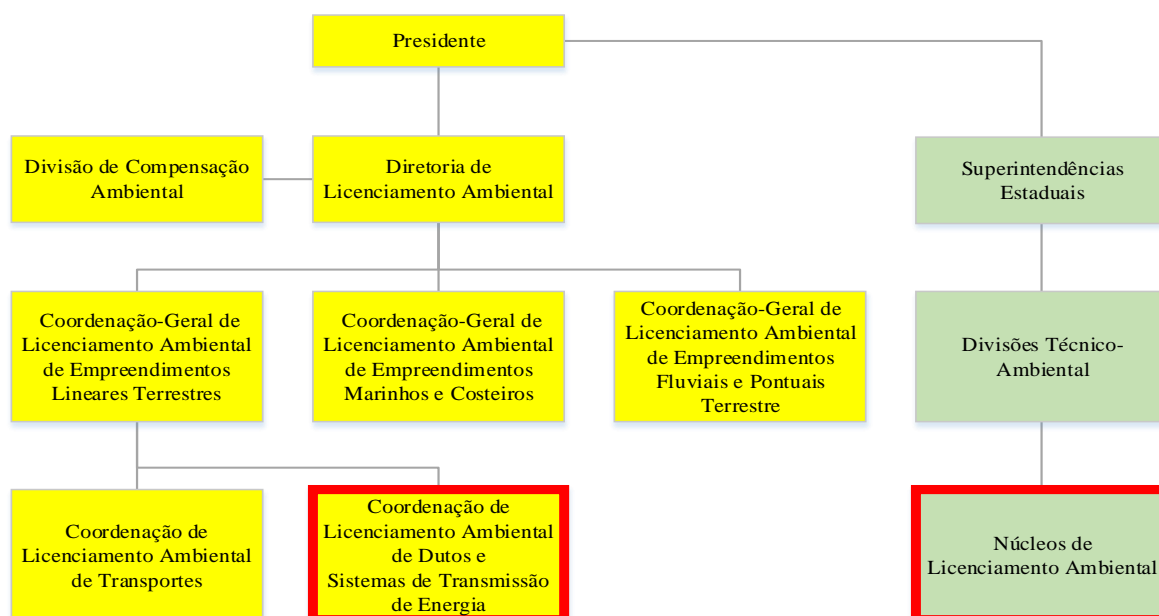 Presidente
Divisão de Compensação
Ambiental
Diretoria de
Licenciamento Ambiental
Superintendências
Estaduais
Coordenação-Geral de
Licenciamento Ambiental
de Empreendimentos
Lineares Terrestres
Coordenação-Geral de
Licenciamento Ambiental
de Empreendimentos
Marinhos e Costeiros
Coordenação-Geral de
Licenciamento Ambiental
de Empreendimentos
Fluviais e Pontuais
Terrestre
Divisões Técnico-
Ambiental
Coordenação de
Licenciamento Ambiental
de Transportes
Coordenação de
Licenciamento Ambiental
de Dutos e
Sistemas de Transmissão
de Energia
Núcleos de
Licenciamento Ambiental